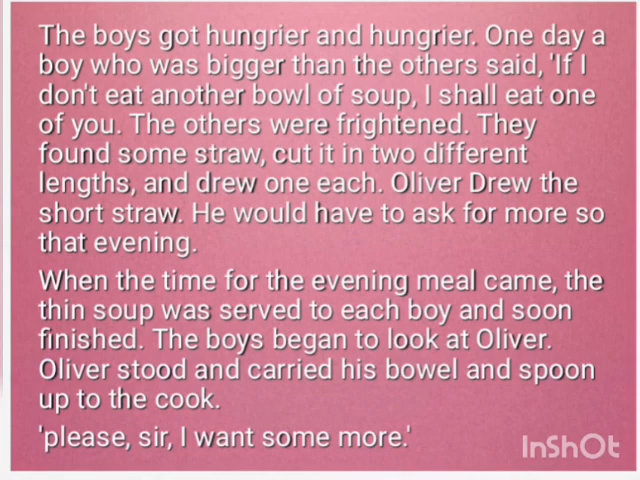 The boys got hungrier and hungrier. One day a
boy who was bigger than the others said, 'If I
don't eat another bowl of soup, I shall eat one
of you. The others were frightened. They
found some straw, cut it in two different
lengths, and drew one each. Oliver Drew the
short straw. He would have to ask for more so
that evening.
When the time for the evening meal came, the
thin soup was served to each boy and soon
finished. The boys began to look at Oliver.
Oliver stood and carried his bowel and spoon
up to the cook.
'please, sir, I want some more.'
InShOt